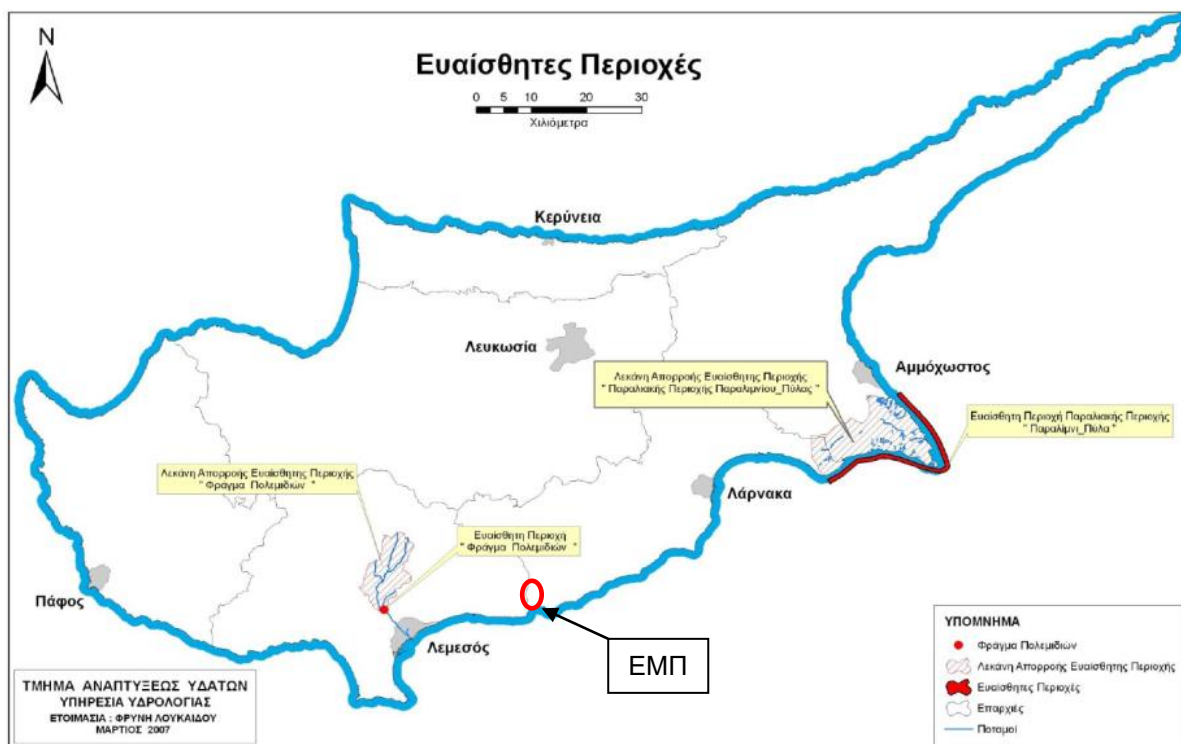 N
Ευαίσθητες Περιοχές
0 5 10 20 30
Χιλιόμετρα
Κερύνεια
Λευκωσία
Αμμόχωστος
Λεκάνη Απορροής Ευαίσθητης Περιοχής
" Παραλιακής Περιοχής Παραλιμνίου_Πύλας "
Ευαίσθητη Περιοχή Παραλιακής Περιοχής
" Παραλίμνι_Πύλα"
Λάρνακα
Λεκάνη Απορροής Ευαίσθητης Περιοχής
" Φράγμα Πολεμιδιών "
Ευαίσθητη Περιοχή
" Φράγμα Πολεμιδιών "
Πάφος
Λεμεσός
ΕΜΠ
ΥΠΟΜΝΗΜΑ
Φράγμα Πολεμιδιών
Λεκάνη Απορροής Ευαίσθητης Περιοχής
Ευαίσθητες Περιοχές
Επαρχίες
Ποταμοί
ΤΜΗΜΑ ΑΝΑΠΤΥΞΕΩΣ ΥΔΑΤΩΝ
ΥΠΗΡΕΣΙΑ ΥΔΡΟΛΟΓΙΑΣ
ΕΤΟΙΜΑΣΙΑ : ΦΡΥΝΗ ΛΟΥΚΑΙΔΟΥ
ΜΑΡΤΙΟΣ 2007